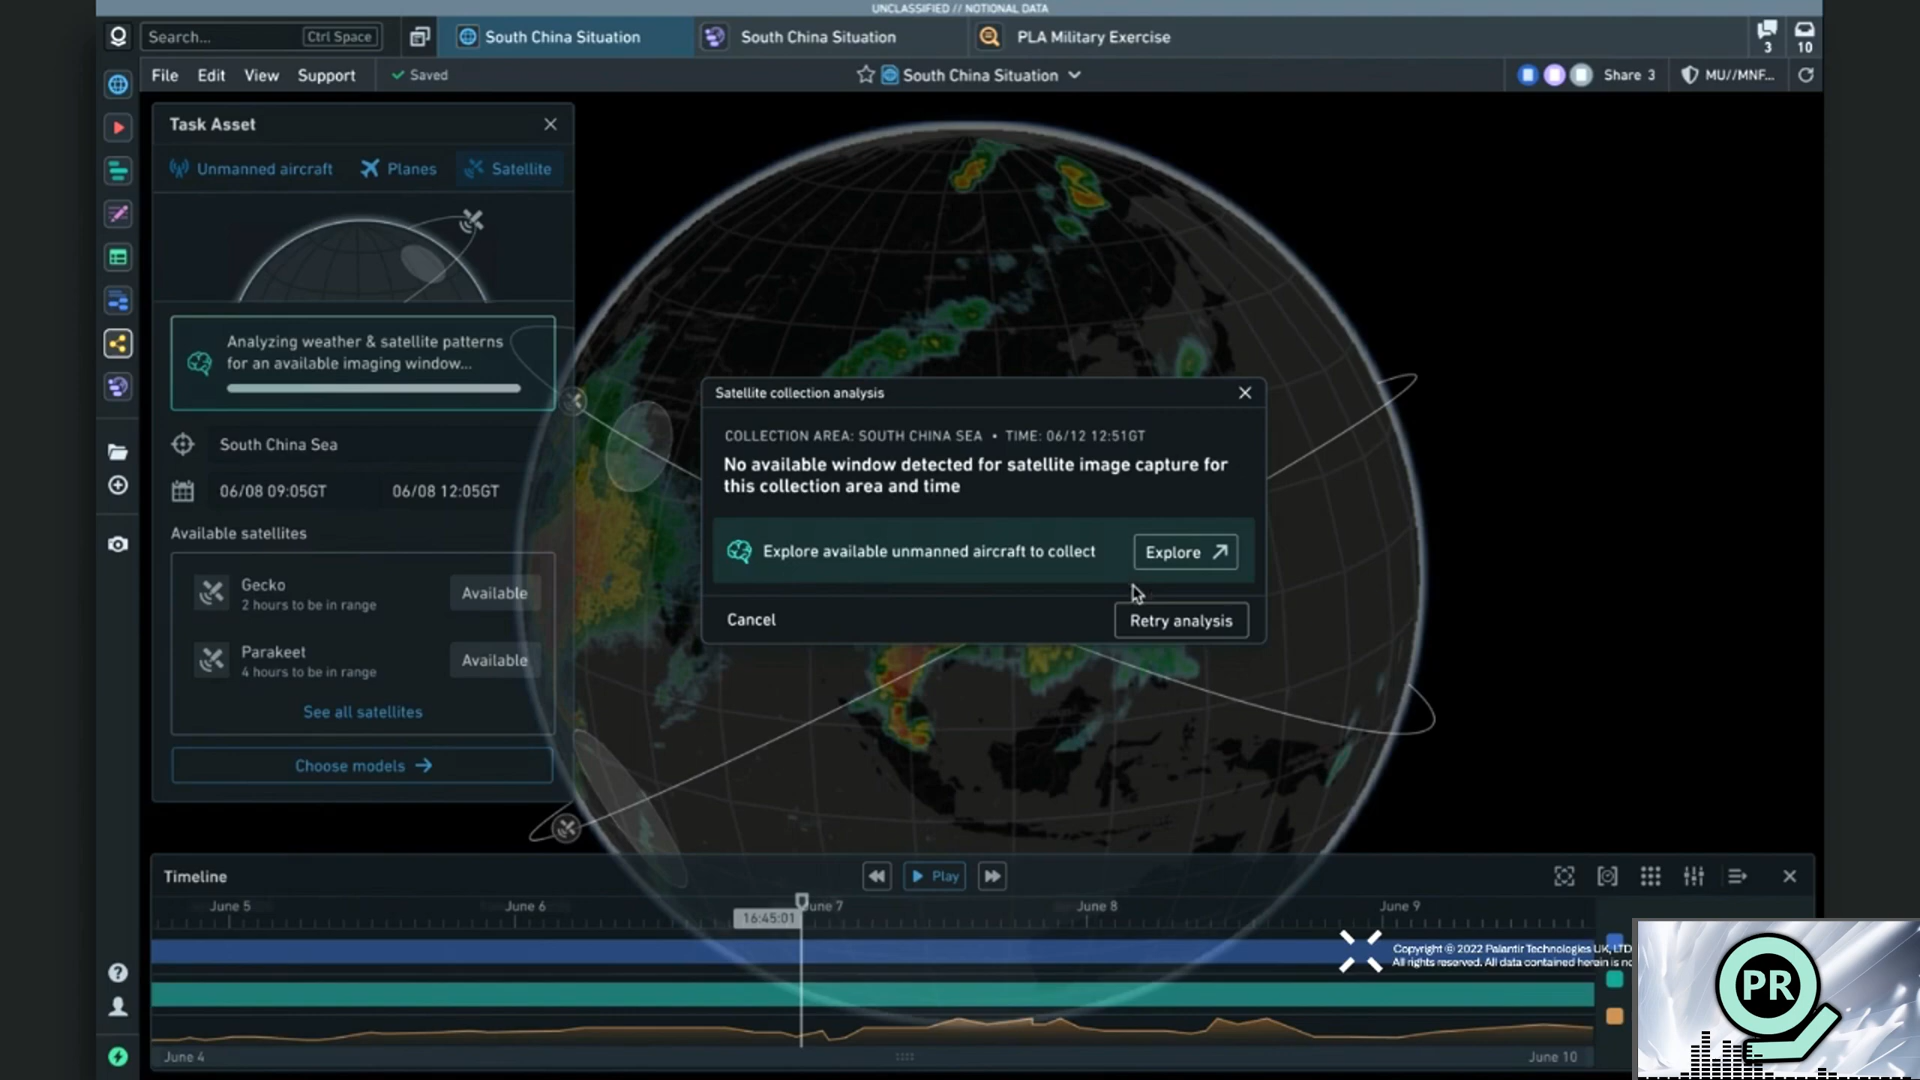 UNCLASSIFIED // NOTIONAL DATA
Search...
Ctrl Space
South China Situation
South China Situation
PLA Military Exercise
3
10
File
Edit
View
Support
Saved
South China Situation
Share 3
MU//MNF...
Task Asset
Unmanned aircraft
Planes
Satellite
Analyzing weather & satellite patterns
for an available imaging window...
South China Sea
06/08 09:05GT
06/08 12:05GT
Available satellites
Gecko
2 hours to be in range
Available
Parakeet
4 hours to be in range
Available
See all satellites
Choose models
Satellite collection analysis
COLLECTION AREA: SOUTH CHINA SEA • TIME: 06/12 12:51GT
No available window detected for satellite image capture for
this collection area and time
Explore available unmanned aircraft to collect
Explore
Cancel
Retry analysis
Timeline
Play
June 5
June 6
16:45:01
June 7
June 8
June 9
Copyright © 2022 Palantir Technologies UK, LTD
All rights reserved. All data contained herein is no
June 4
June 10
PR